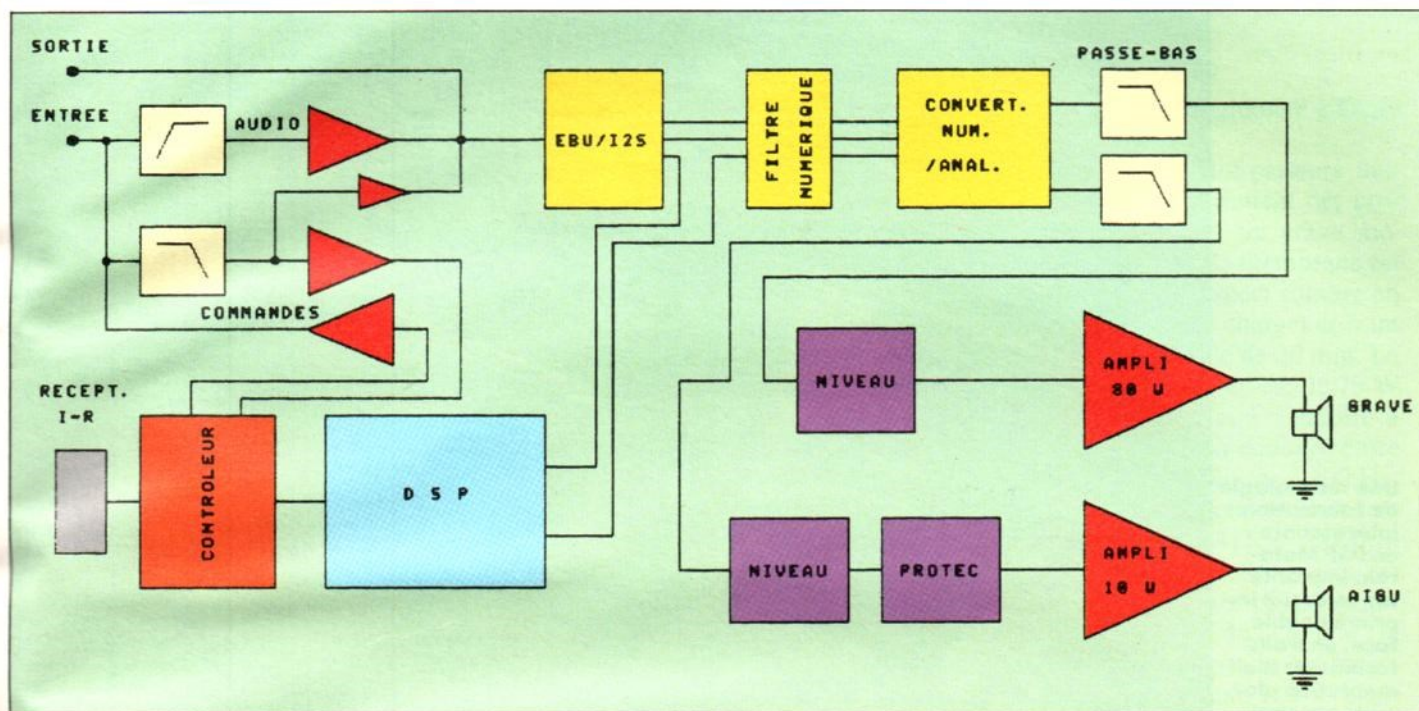 SORTIE
ENTREE
AUDIO
COMMANDES
RECEPT.
I-R
CONTROLEUR
D S P
EBU/I2S
FILTRE
NUMERIQUE
CONVERT.
NUM.
/ANAL.
PASSE-BAS
NIVEAU
AMPLI
80 W
GRAVE
NIVEAU
PROTEC
AMPLI
10 W
AIGU